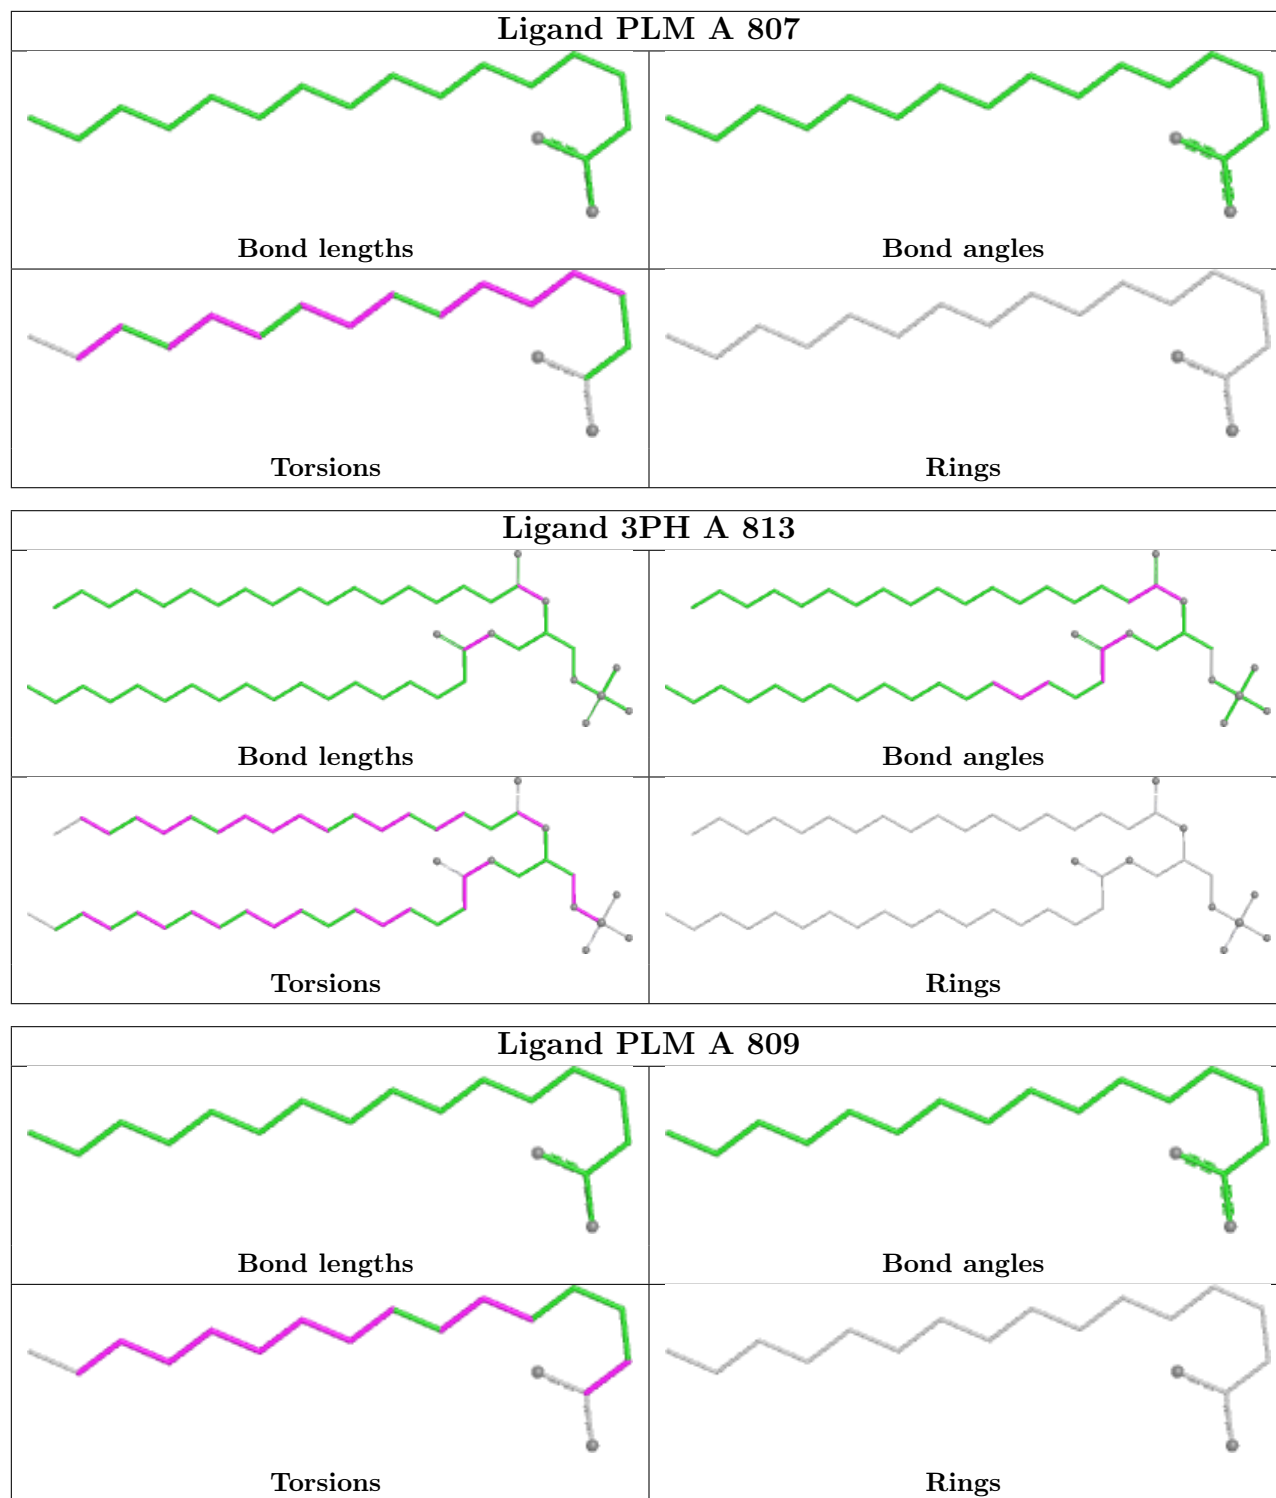 Ligand PLM A 807
Bond lengths
Bond angles
Torsions
Rings
Ligand 3PH A 813
Bond lengths
Bond angles
Torsions
Rings
Ligand PLM A 809
Bond lengths
Bond angles
Torsions
Rings